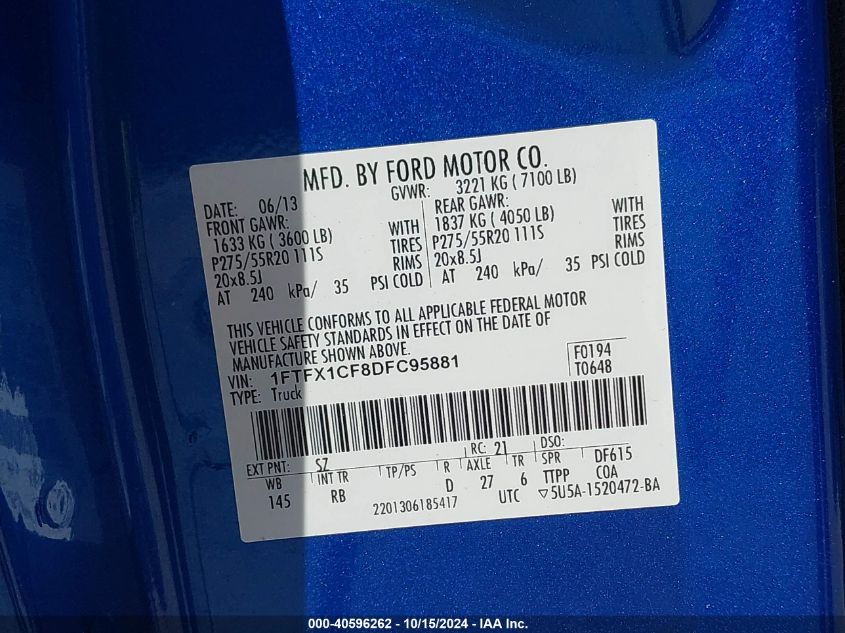 MFD. BY FORD MOTOR CO.
DATE: 06/13 GVWR: 3221 KG ( 7100 LB)
FRONT GAWR: REAR GAWR:
1633 KG ( 3600 LB) WITH 1837 KG ( 4050 LB) WITH
P275/55R20 111S TIRES P275/55R20 111S TIRES
20x8.5J RIMS 20x8.5J RIMS
AT 240 kPa/ 35 PSI COLD AT 240 kPa/ 35 PSI COLD
THIS VEHICLE CONFORMS TO ALL APPLICABLE FEDERAL MOTOR
VEHICLE SAFETY STANDARDS IN EFFECT ON THE DATE OF
MANUFACTURE SHOWN ABOVE.
VIN: 1FTFX1CF8DFC95881 F0194
TYPE: Truck T0648
EXT PNT: SZ RC: 21 DSO:
WB INT TR TP/PS R AXLE TR SPR DF615
145 RB D 27 6 TTPP COA
2201306185417 UTC ▽5U5A-1520472-BA
000-40596262 - 10/15/2024 - IAA Inc.